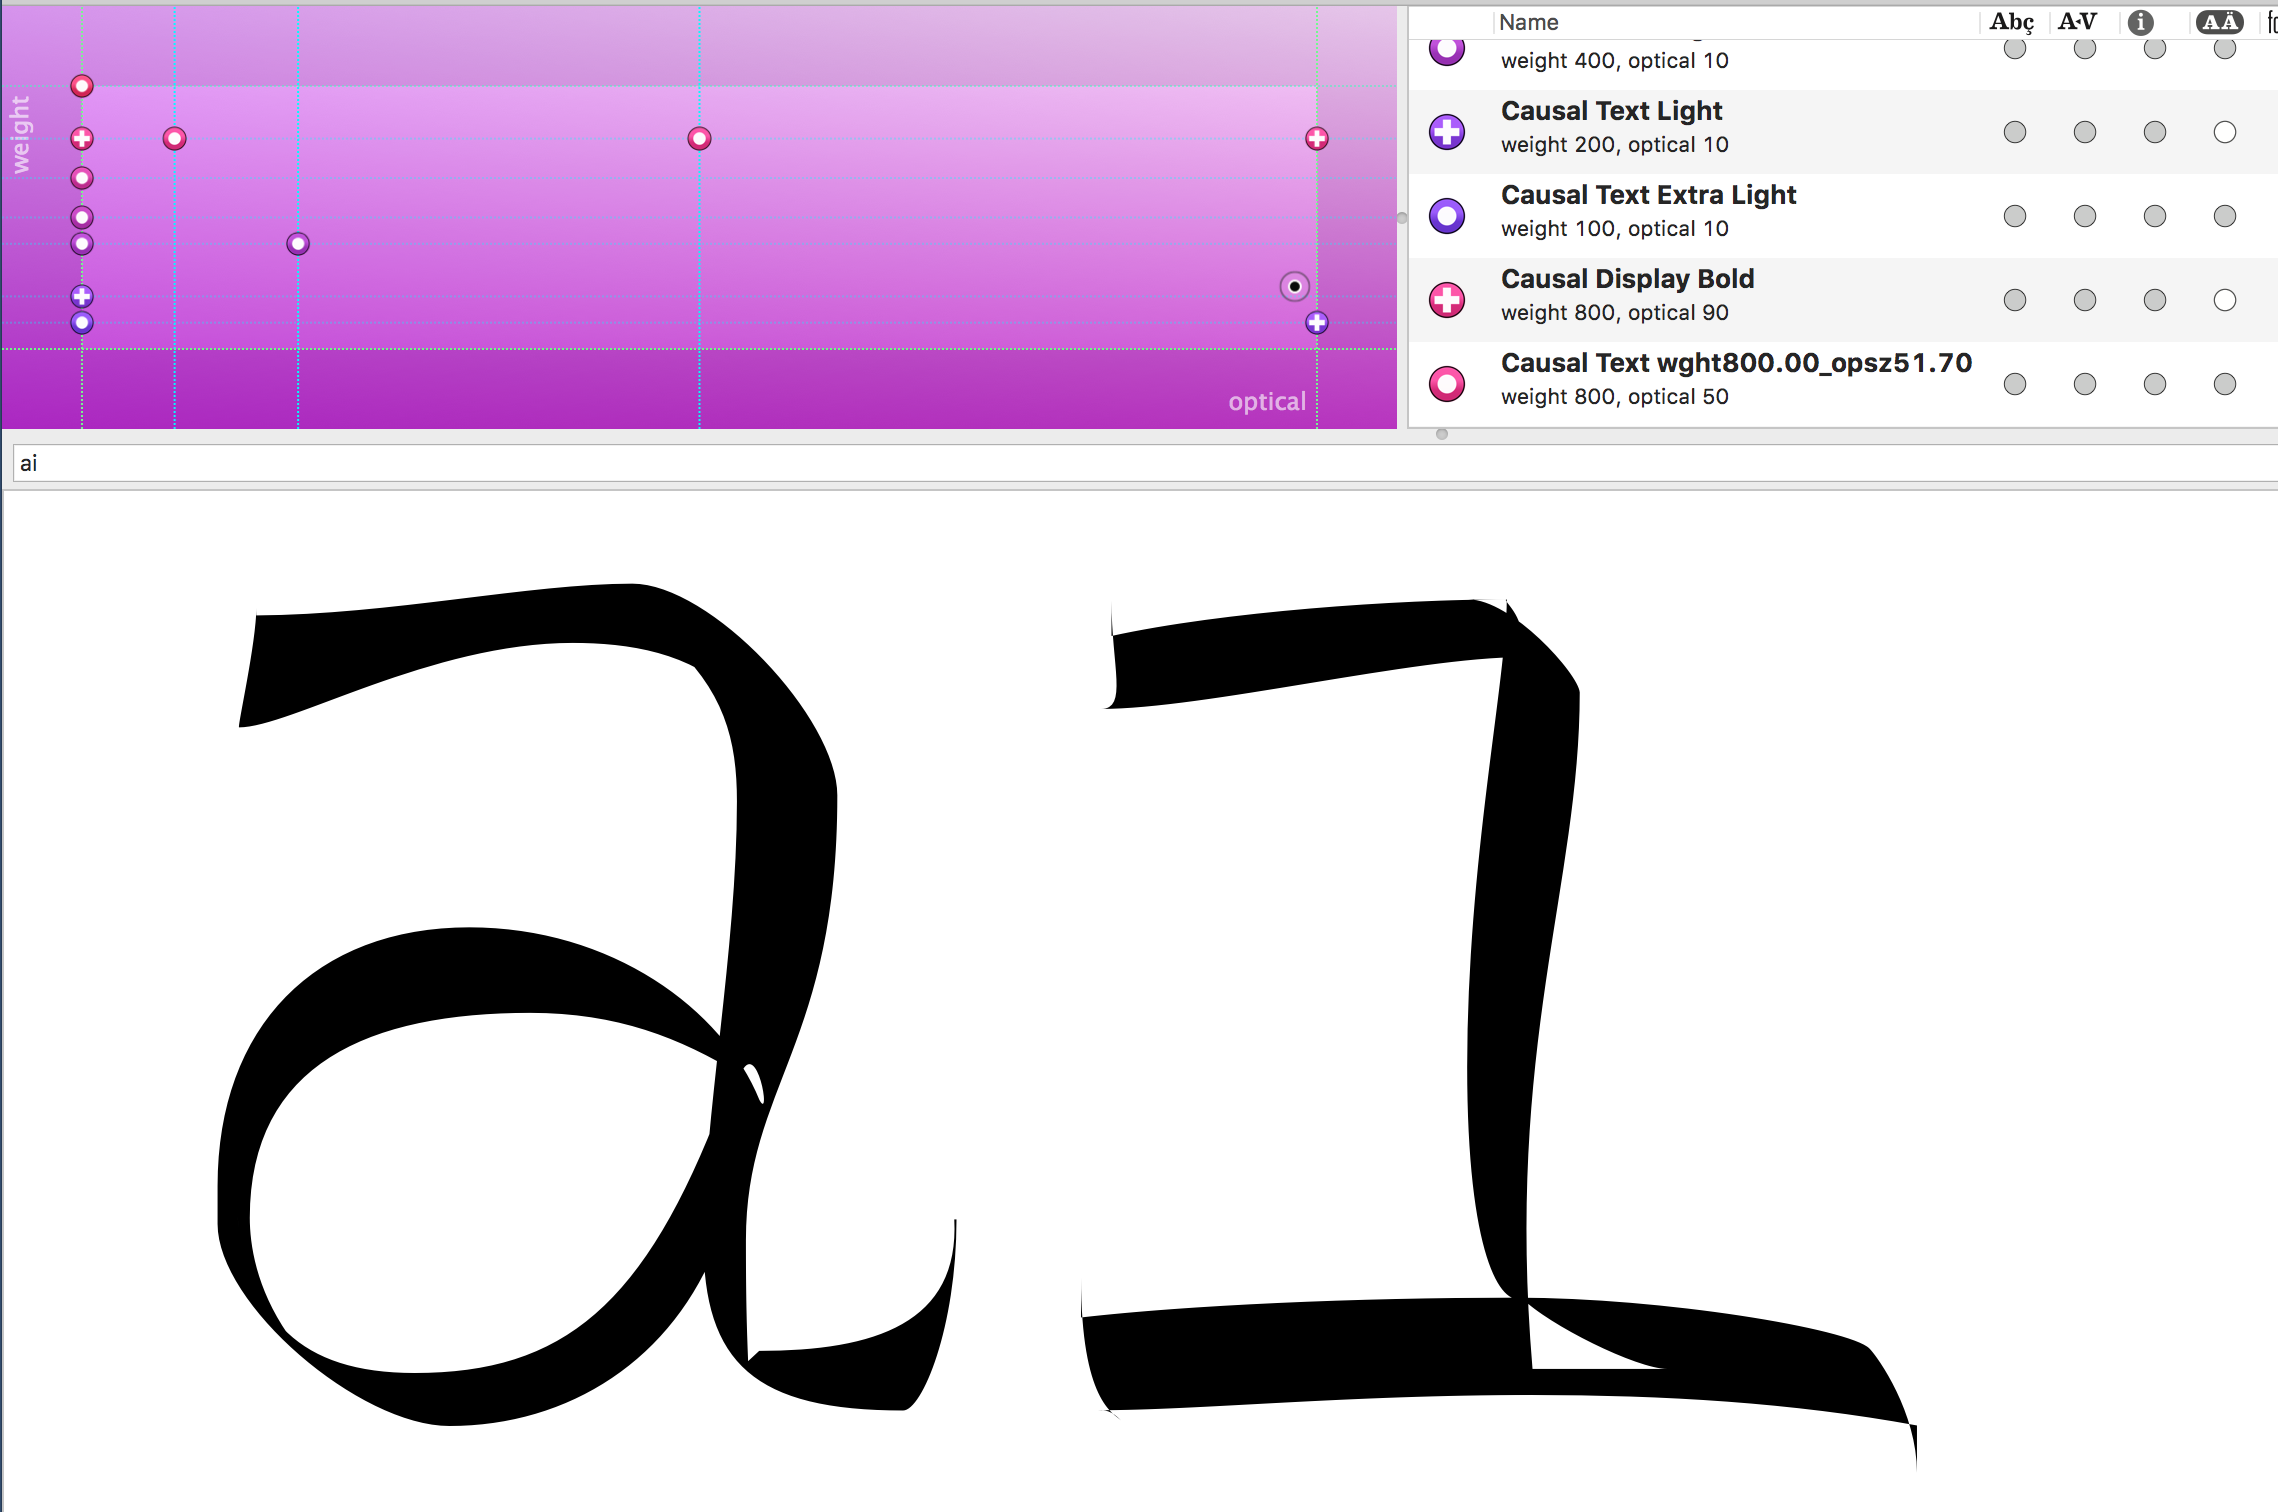 weight
optical
Name Abç A·V i AÄ
weight 400, optical 10
Causal Text Light
weight 200, optical 10
Causal Text Extra Light
weight 100, optical 10
Causal Display Bold
weight 800, optical 90
Causal Text wght800.00_opsz51.70
weight 800, optical 50
ai
aı